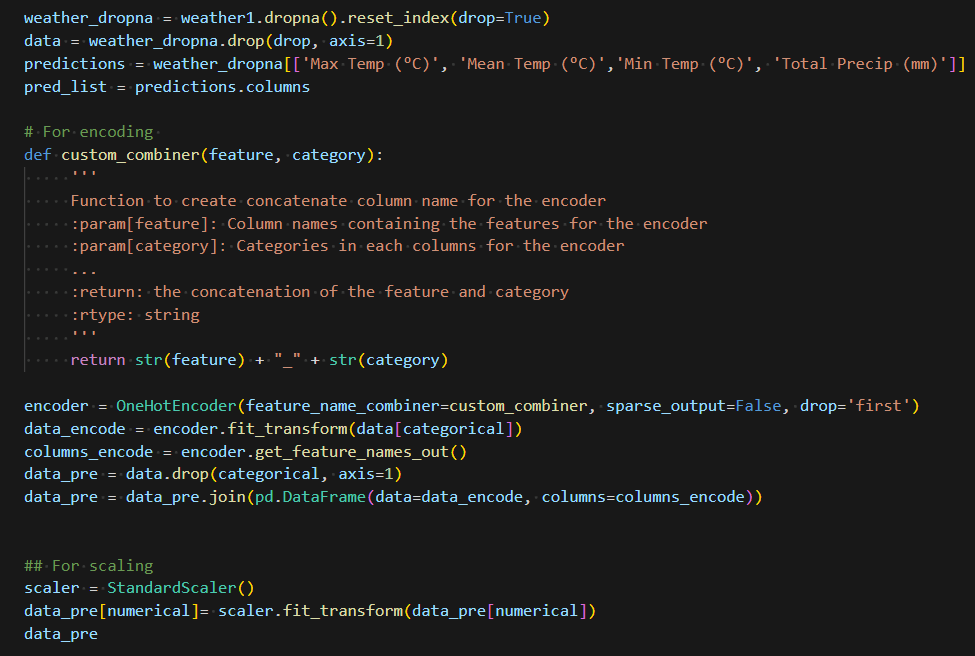 weather_dropna = weather1.dropna().reset_index(drop=True)
data = weather_dropna.drop(drop, axis=1)
predictions = weather_dropna[['Max Temp (°C)', 'Mean Temp (°C)','Min Temp (°C)', 'Total Precip (mm)']]
pred_list = predictions.columns

# For encoding
def custom_combiner(feature, category):
     '''
     Function to create concatenate column name for the encoder
     :param[feature]: Column names containing the features for the encoder
     :param[category]: Categories in each columns for the encoder
     ...
     :return: the concatenation of the feature and category
     :rtype: string
     '''
     return str(feature) + "_" + str(category)

encoder = OneHotEncoder(feature_name_combiner=custom_combiner, sparse_output=False, drop='first')
data_encode = encoder.fit_transform(data[categorical])
columns_encode = encoder.get_feature_names_out()
data_pre = data.drop(categorical, axis=1)
data_pre = data_pre.join(pd.DataFrame(data=data_encode, columns=columns_encode))

## For scaling
scaler = StandardScaler()
data_pre[numerical]= scaler.fit_transform(data_pre[numerical])
data_pre